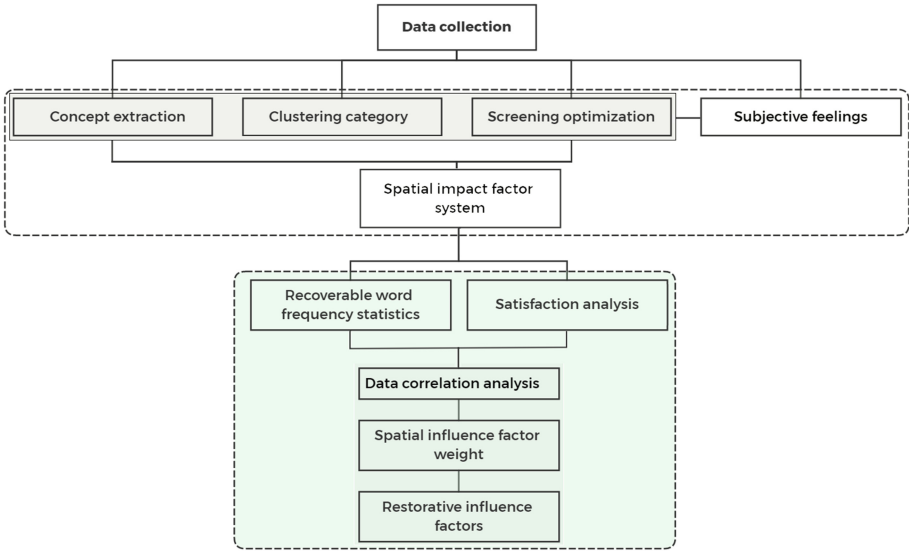 Data collection
Concept extraction
Clustering category
Screening optimization
Subjective feelings
Spatial impact factor
system
Recoverable word
frequency statistics
Satisfaction analysis
Data correlation analysis
Spatial influence factor
weight
Restorative influence
factors